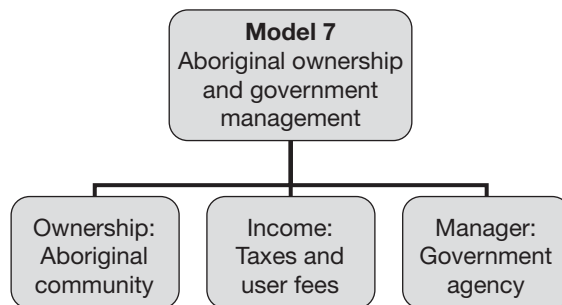 Model 7
Aboriginal ownership
and government
management
Ownership:
Aboriginal
community
Income:
Taxes and
user fees
Manager:
Government
agency